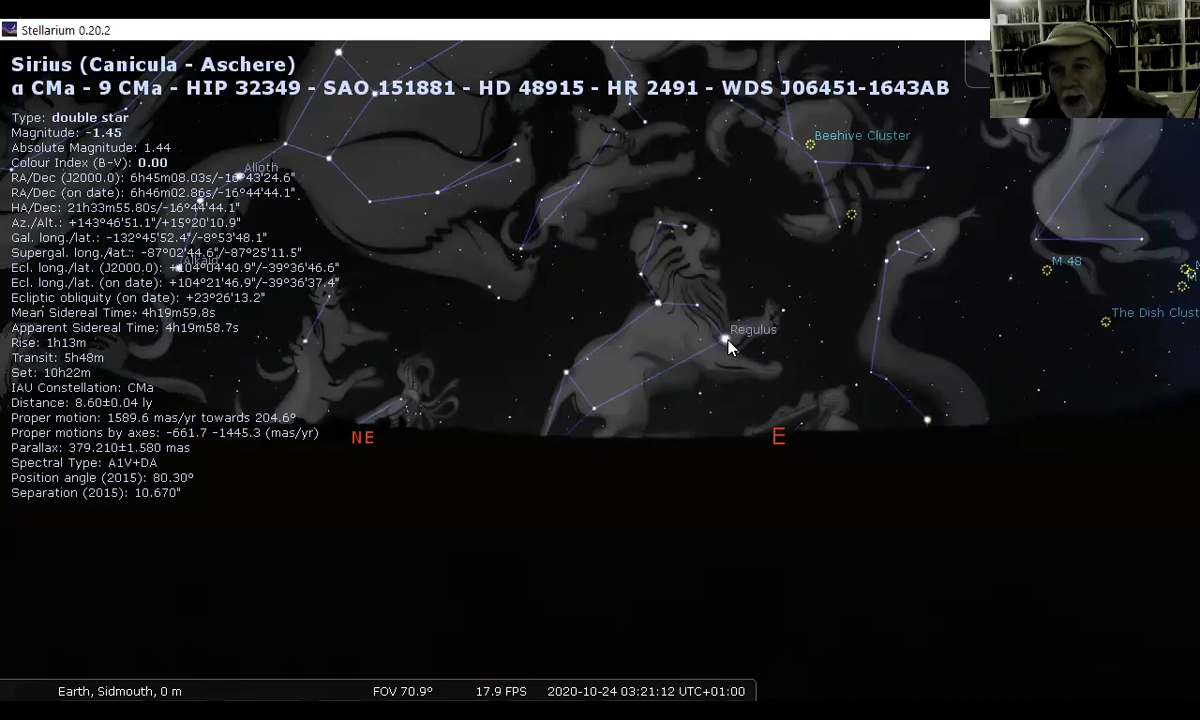 Stellarium 0.20.2
Sirius (Canicula - Aschere)
α CMa - 9 CMa - HIP 32349 - SAO 151881 - HD 48915 - HR 2491 - WDS J06451-1643AB
Type: double star
Magnitude: -1.45
Absolute Magnitude: 1.44
Colour Index (B-V): 0.00
RA/Dec (J2000.0): 6h45m08.03s/-16°43'24.6"
RA/Dec (on date): 6h46m02.86s/-16°44'44.1"
HA/Dec: 21h33m55.80s/-16°44'44.1"
Az./Alt.: +143°46'51.1"/+15°20'10.9"
Gal. long./lat.: -132°45'52.4"/-8°53'48.1"
Supergal. long./lat.: -87°02'44.6"/-87°25'11.5"
Ecl. long./lat. (J2000.0): +104°04'40.9"/-39°36'46.6"
Ecl. long./lat. (on date): +104°21'46.9"/-39°36'37.4"
Ecliptic obliquity (on date): +23°26'13.2"
Mean Sidereal Time: 4h19m59.8s
Apparent Sidereal Time: 4h19m58.7s
Rise: 1h13m
Transit: 5h48m
Set: 10h22m
IAU Constellation: CMa
Distance: 8.60±0.04 ly
Proper motion: 1589.6 mas/yr towards 204.6°
Proper motions by axes: -661.7 -1445.3 (mas/yr)
Parallax: 379.210±1.580 mas
Spectral Type: A1V+DA
Position angle (2015): 80.30°
Separation (2015): 10.670"
Alioth
Alkaid
Beehive Cluster
M 48
The Dish Clust
Regulus
NE
E
Earth, Sidmouth, 0 m FOV 70.9° 17.9 FPS 2020-10-24 03:21:12 UTC+01:00